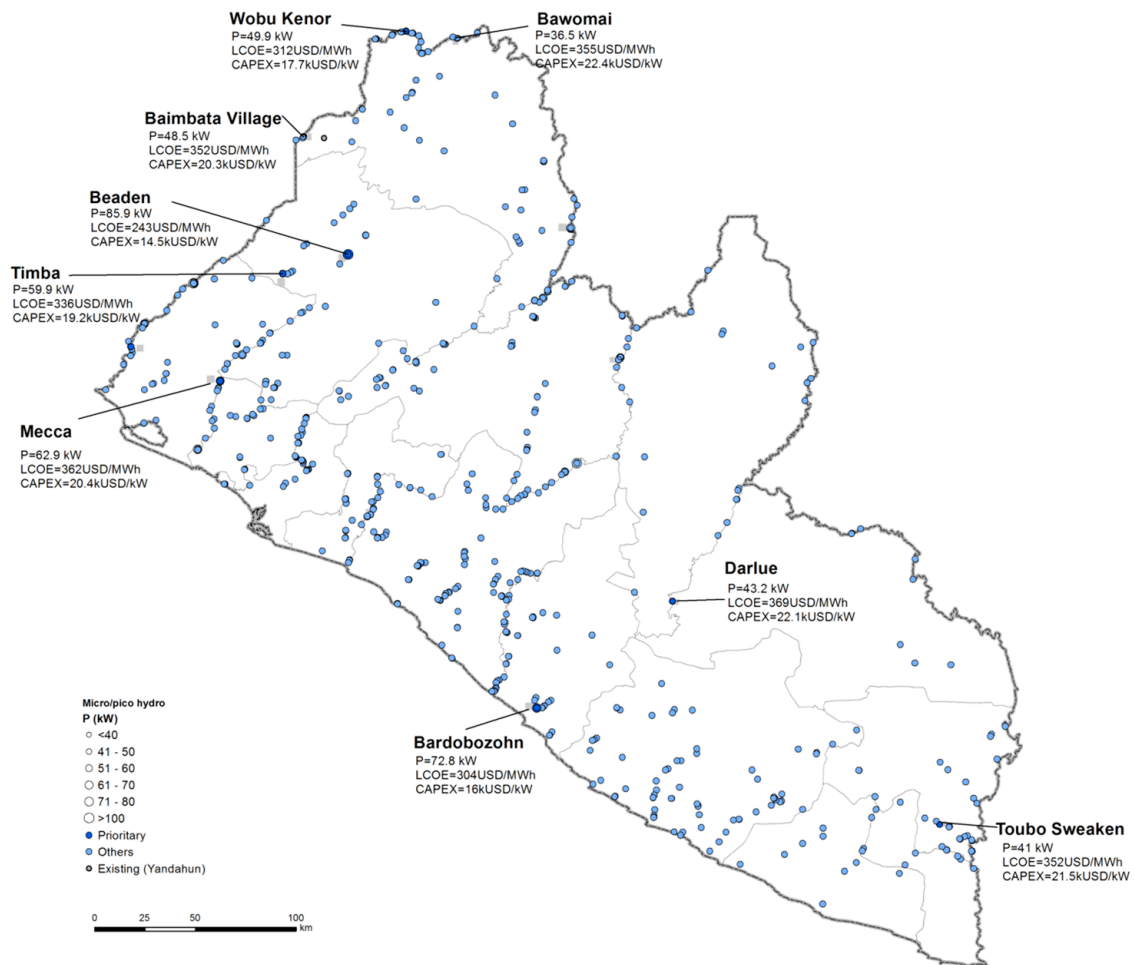 Wobu Kenor
P=49.9 kW
LCOE=312USD/MWh
CAPEX=17.7kUSD/kW
Bawomai
P=36.5 kW
LCOE=355USD/MWh
CAPEX=22.4kUSD/kW
Baimbata Village
P=48.5 kW
LCOE=352USD/MWh
CAPEX=20.3kUSD/kW
Beaden
P=85.9 kW
LCOE=243USD/MWh
CAPEX=14.5kUSD/kW
Timba
P=59.9 kW
LCOE=336USD/MWh
CAPEX=19.2kUSD/kW
Mecca
P=62.9 kW
LCOE=362USD/MWh
CAPEX=20.4kUSD/kW
Darlue
P=43.2 kW
LCOE=369USD/MWh
CAPEX=22.1kUSD/kW
Bardobozohn
P=72.8 kW
LCOE=304USD/MWh
CAPEX=16kUSD/kW
Toubo Sweaken
P=41 kW
LCOE=352USD/MWh
CAPEX=21.5kUSD/kW
Micro/pico hydro
P (kW)
<40
41 - 50
51 - 60
61 - 70
71 - 80
>100
Prioritary
Others
Existing (Yandahun)
0 25 50 100
km